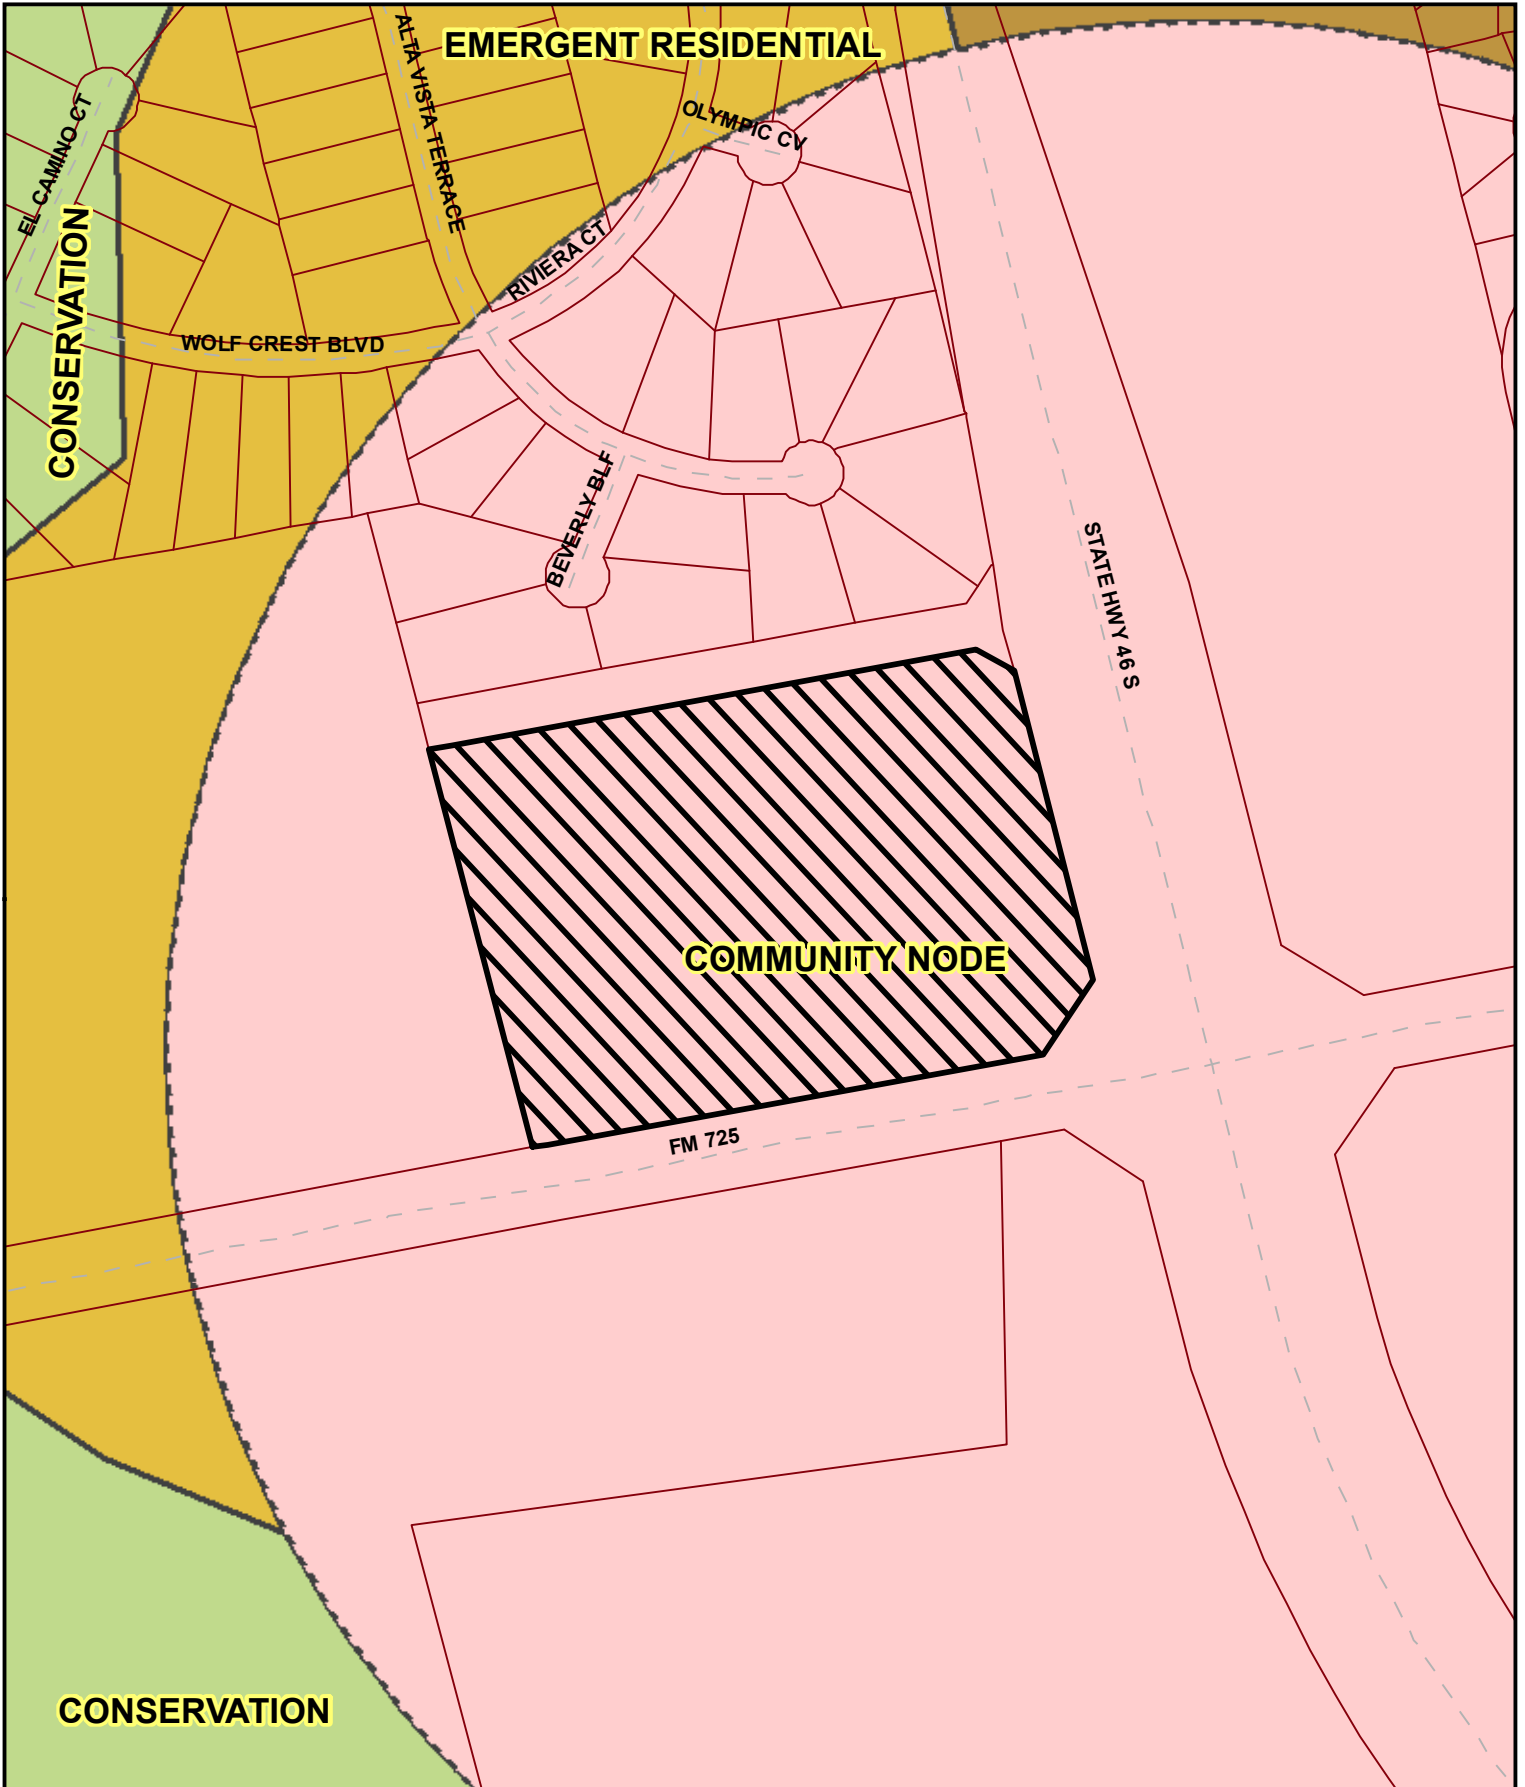 EMERGENT RESIDENTIAL
ALTA VISTA TERRACE
OLYMPIC CV
EL CAMINO CT
CONSERVATION
RIVIERA CT
WOLF CREST BLVD
BEVERLY BLF
STATE HWY 46 S
COMMUNITY NODE
FM 725
CONSERVATION